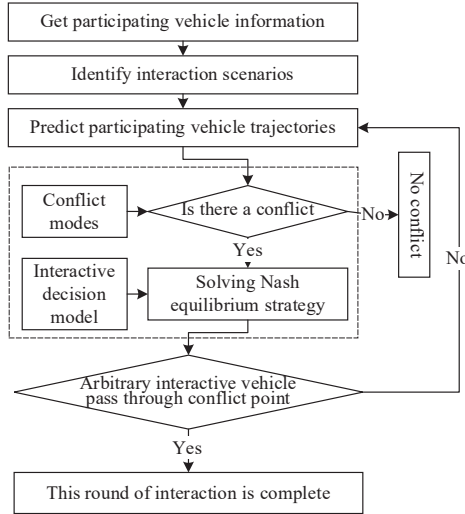 Get participating vehicle information
Identify interaction scenarios
Predict participating vehicle trajectories
Conflict
modes
Is there a conflict
No
No conflict
No
Yes
Interactive
decision
model
Solving Nash
equilibrium strategy
Arbitrary interactive vehicle
pass through conflict point
Yes
This round of interaction is complete